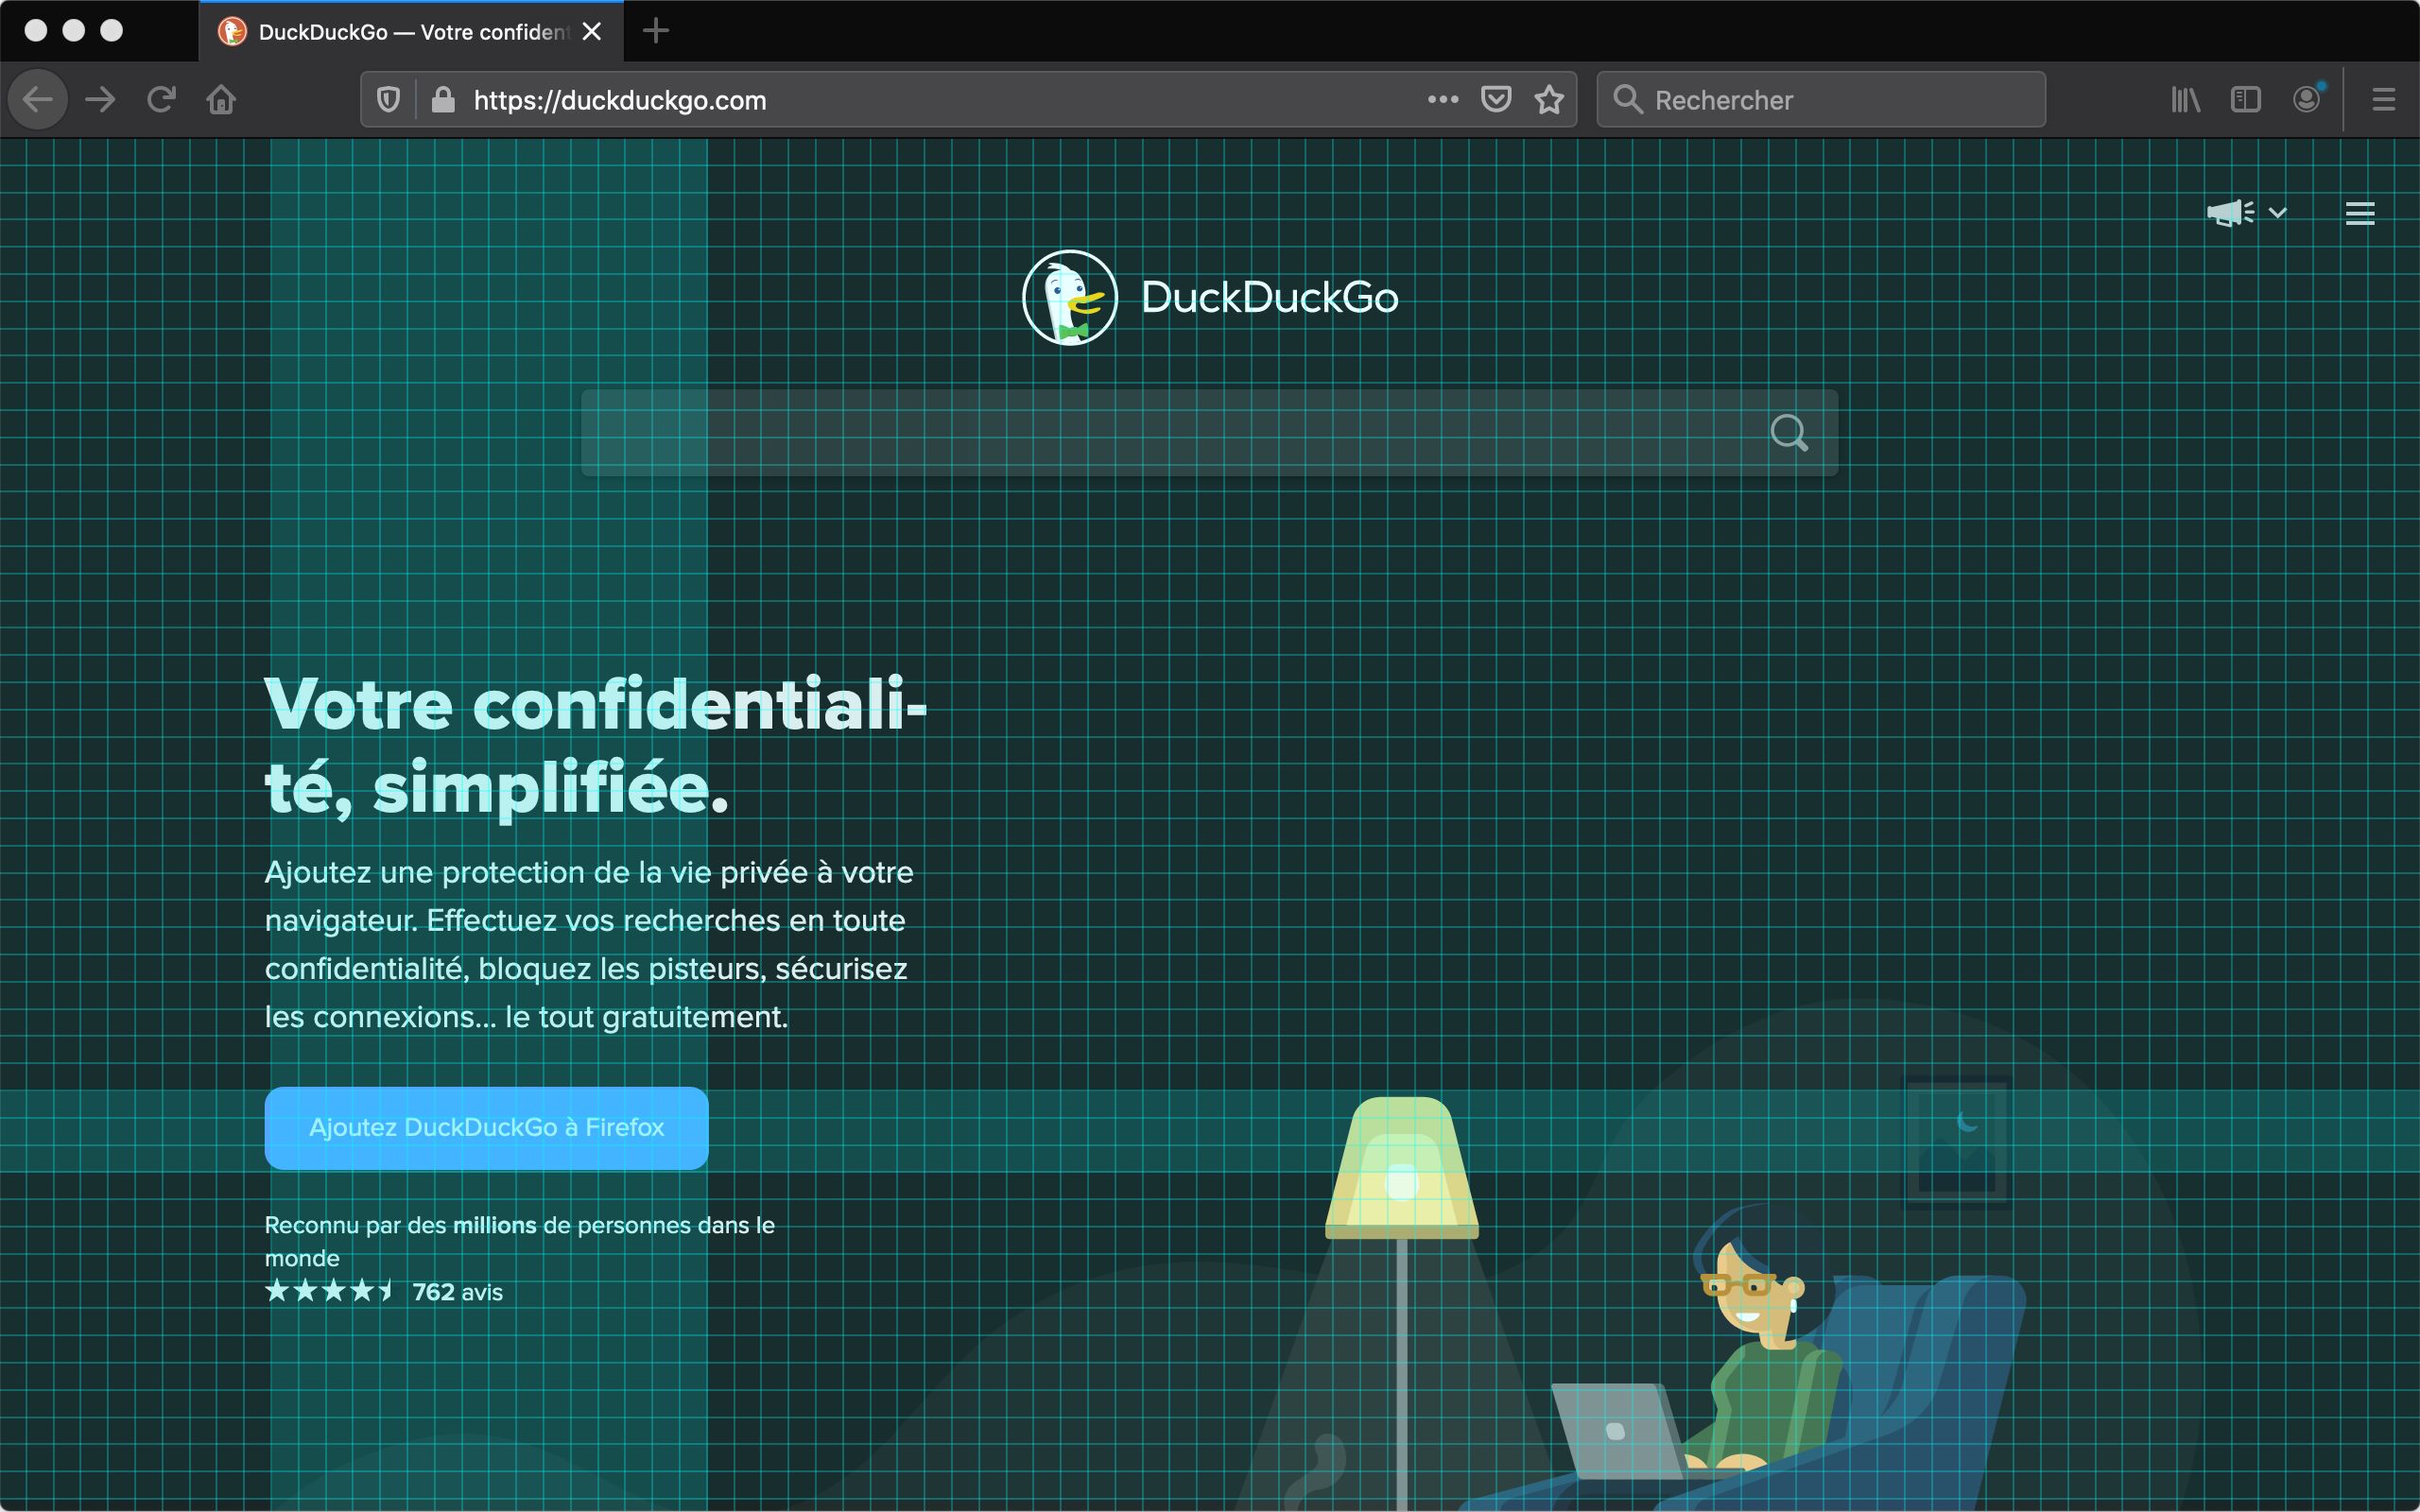 DuckDuckGo — Votre confident
https://duckduckgo.com
Rechercher
DuckDuckGo
Votre confidentiali-
té, simplifiée.
Ajoutez une protection de la vie privée à votre
navigateur. Effectuez vos recherches en toute
confidentialité, bloquez les pisteurs, sécurisez
les connexions... le tout gratuitement.
Ajoutez DuckDuckGo à Firefox
Reconnu par des millions de personnes dans le
monde
762 avis